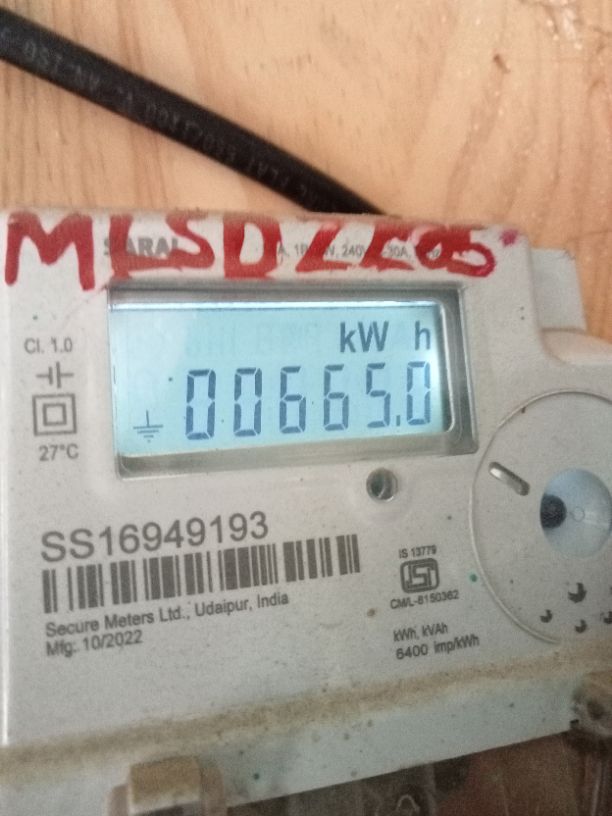 SARAL
Cl. 1.0
kW h
00665.0
27°C
SS16949193
Secure Meters Ltd., Udaipur, India
Mfg: 10/2022
IS 13779
CM/L-8150362
kWh, kVAh
6400 imp/kWh